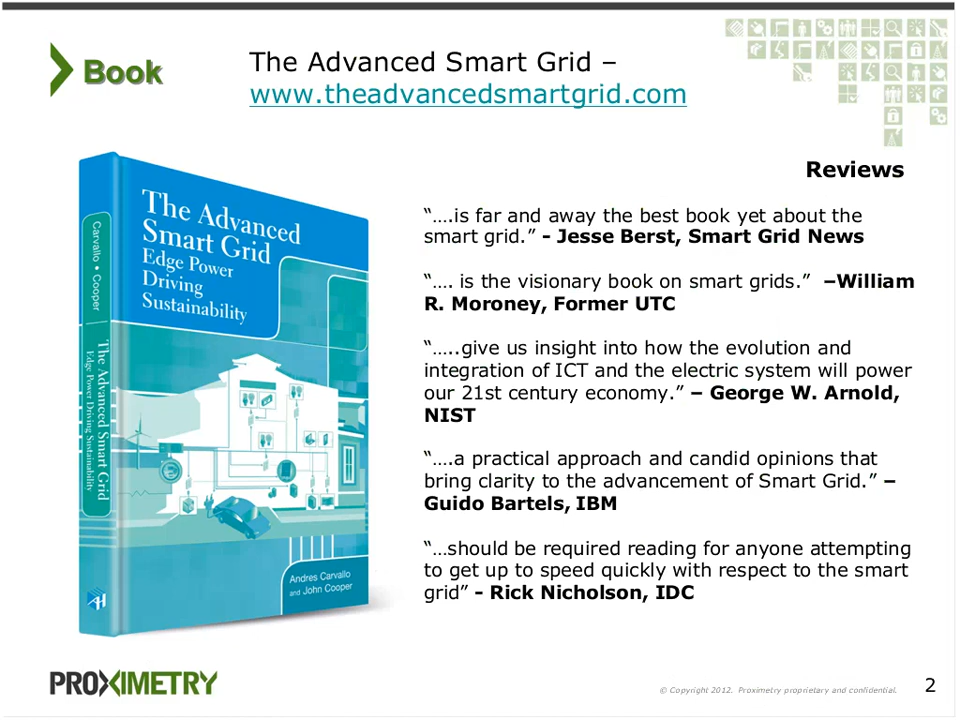 Book
The Advanced Smart Grid –
www.theadvancedsmartgrid.com
Carvallo • Cooper
The Advanced Smart Grid
Edge Power Driving Sustainability
The Advanced
Smart Grid
Edge Power
Driving
Sustainability
Andres Carvallo
and John Cooper
Reviews
“….is far and away the best book yet about the
smart grid.” - Jesse Berst, Smart Grid News
“…. is the visionary book on smart grids.” –William
R. Moroney, Former UTC
“…..give us insight into how the evolution and
integration of ICT and the electric system will power
our 21st century economy.” – George W. Arnold,
NIST
“….a practical approach and candid opinions that
bring clarity to the advancement of Smart Grid.” –
Guido Bartels, IBM
“…should be required reading for anyone attempting
to get up to speed quickly with respect to the smart
grid” - Rick Nicholson, IDC
PROXIMETRY
© Copyright 2012. Proximetry proprietary and confidential.
2